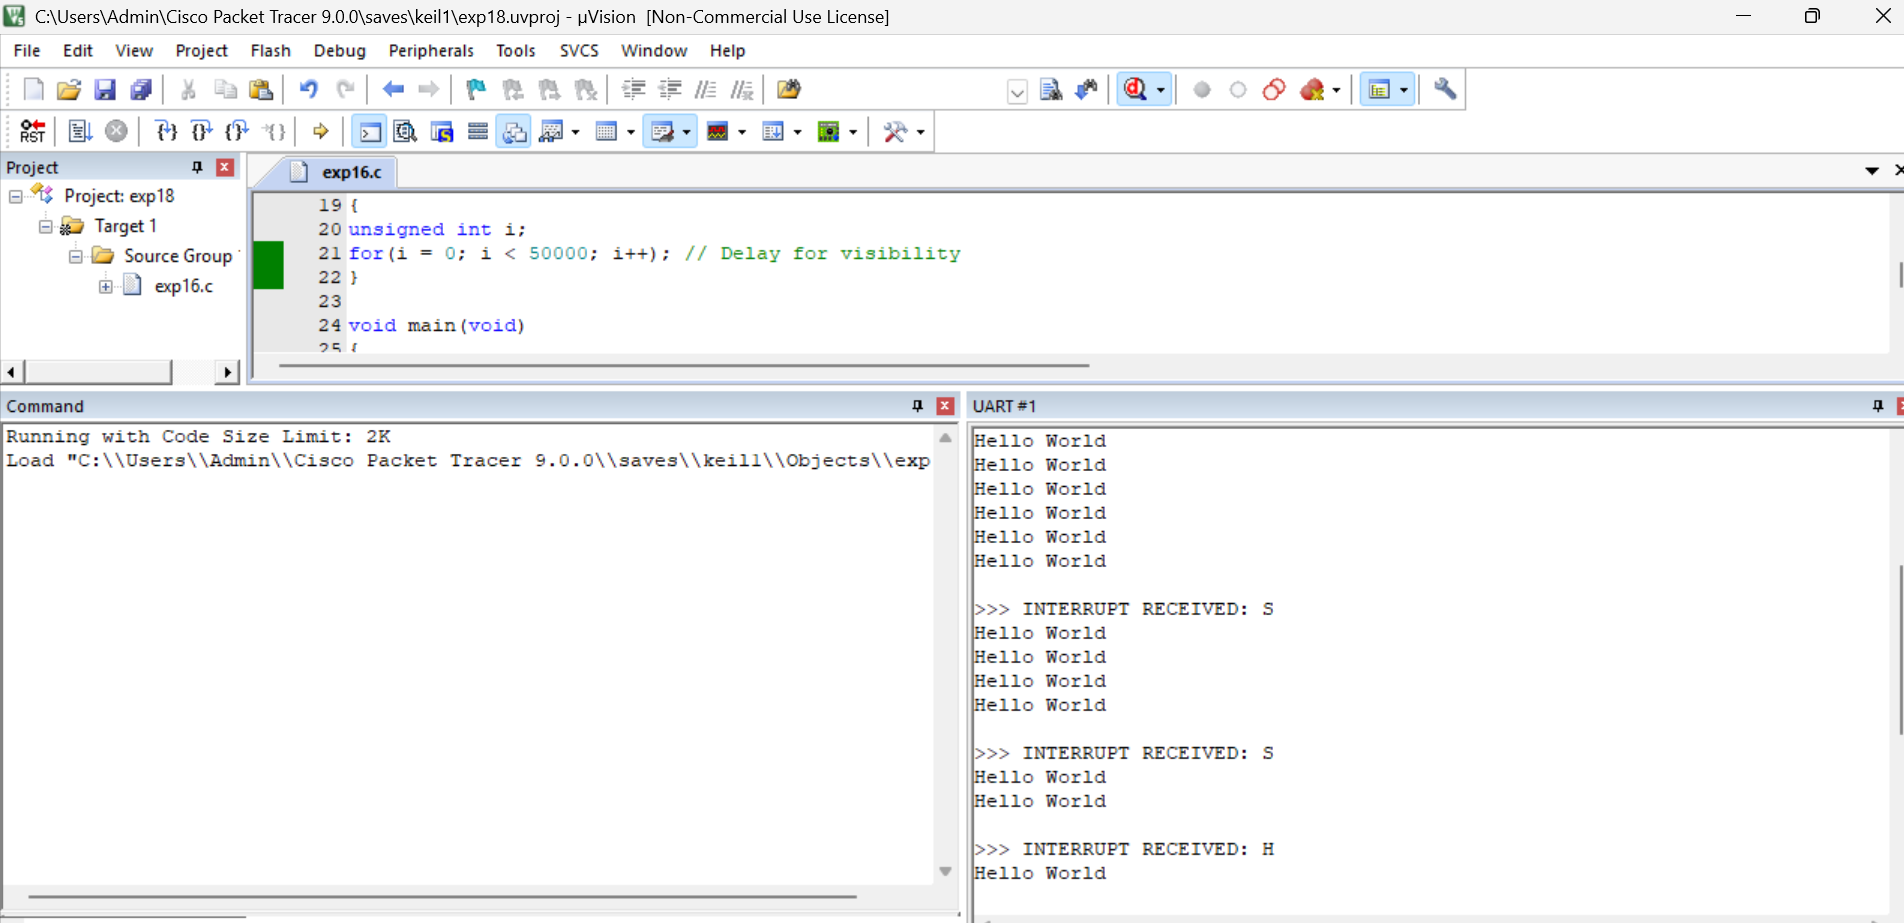 C:\Users\Admin\Cisco Packet Tracer 9.0.0\saves\keil1\exp18.uvproj - µVision [Non-Commercial Use License]
File Edit View Project Flash Debug Peripherals Tools SVCS Window Help
RST
Project
exp16.c
Project: exp18
Target 1
Source Group
exp16.c
19 {
20 unsigned int i;
21 for(i = 0; i < 50000; i++); // Delay for visibility
22 }
23
24 void main(void)
25 {
Command
Running with Code Size Limit: 2K
Load "C:\\Users\\Admin\\Cisco Packet Tracer 9.0.0\\saves\\keil1\\Objects\\exp
UART #1
Hello World
Hello World
Hello World
Hello World
Hello World
Hello World
>>> INTERRUPT RECEIVED: S
Hello World
Hello World
Hello World
Hello World
>>> INTERRUPT RECEIVED: S
Hello World
Hello World
>>> INTERRUPT RECEIVED: H
Hello World